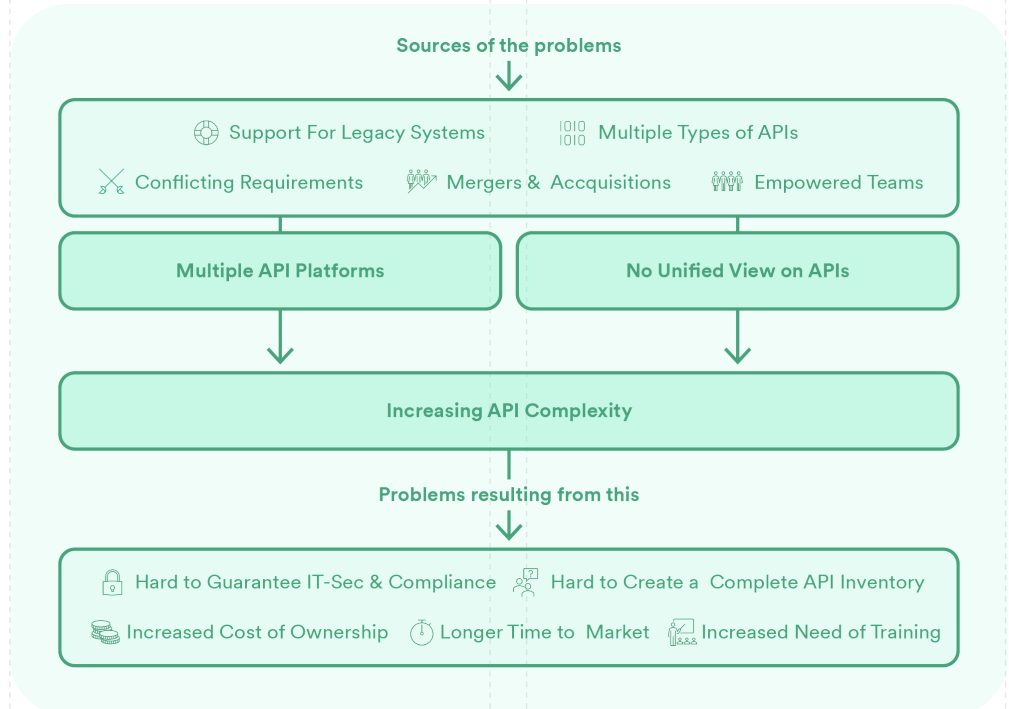 Sources of the problems
Support For Legacy Systems
Multiple Types of APIs
Conflicting Requirements
Mergers & Accquisitions
Empowered Teams
Multiple API Platforms
No Unified View on APIs
Increasing API Complexity
Problems resulting from this
Hard to Guarantee IT-Sec & Compliance
Hard to Create a Complete API Inventory
Increased Cost of Ownership
Longer Time to Market
Increased Need of Training